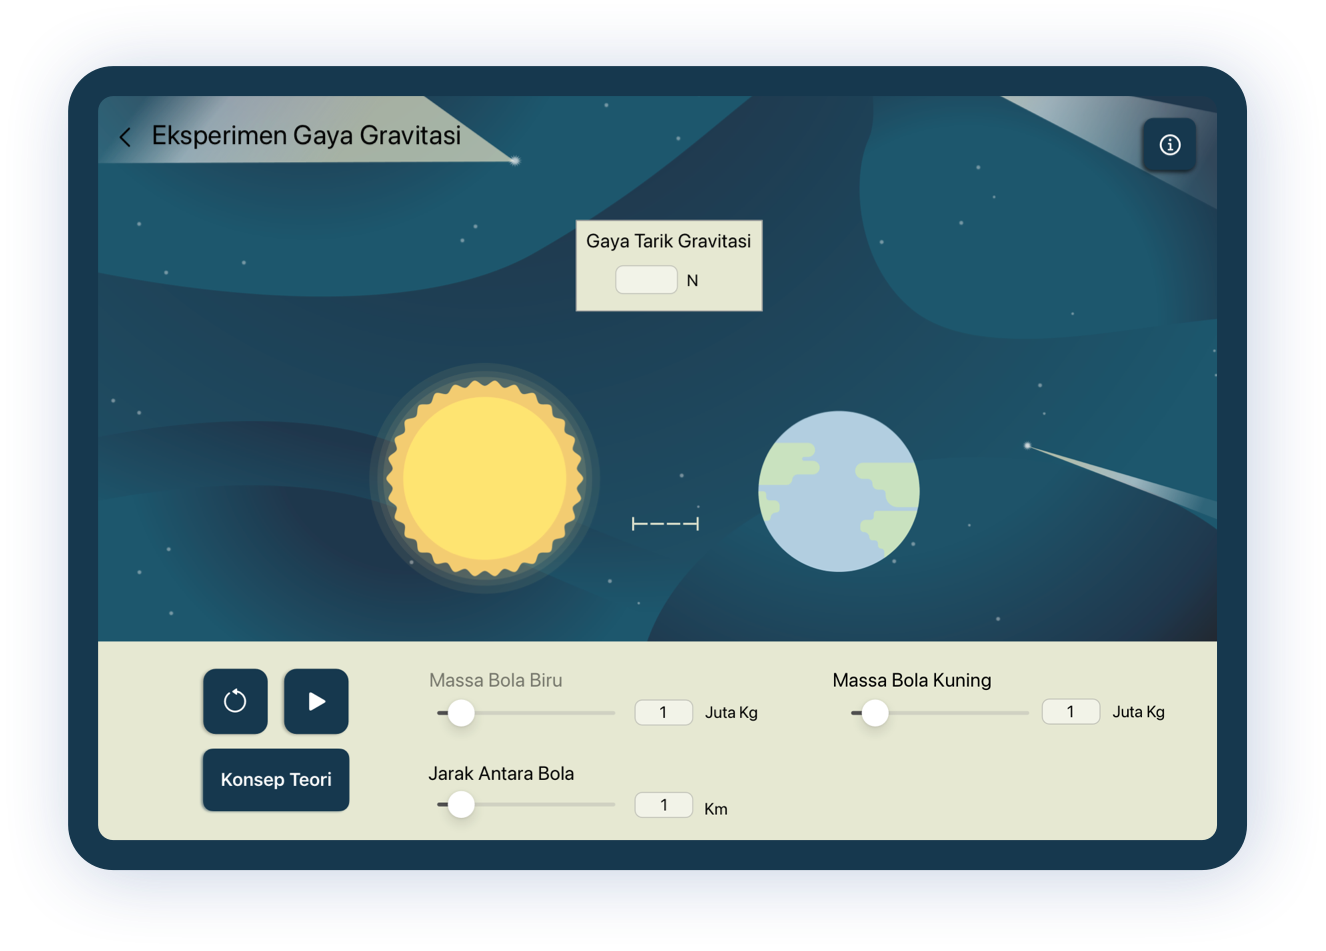 Eksperimen Gaya Gravitasi
Gaya Tarik Gravitasi
N
Massa Bola Biru
1 Juta Kg
Massa Bola Kuning
1 Juta Kg
Konsep Teori
Jarak Antara Bola
1 Km